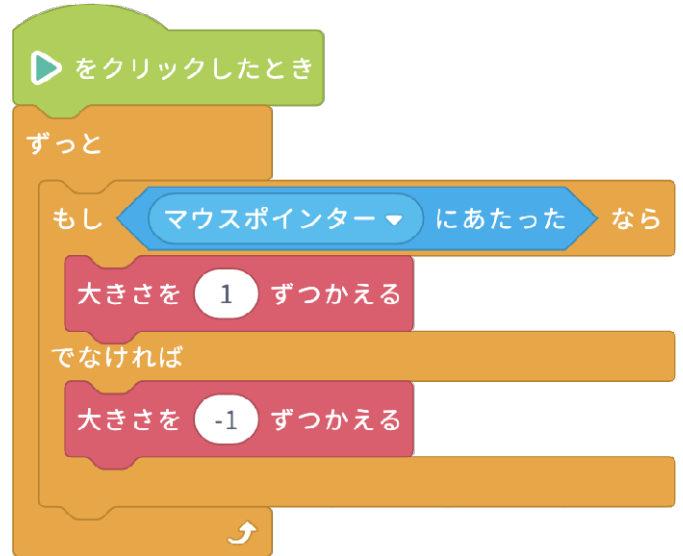 をクリックしたとき
ずっと
もし マウスポインター にあたった なら
大きさを 1 ずつかえる
でなければ
大きさを -1 ずつかえる